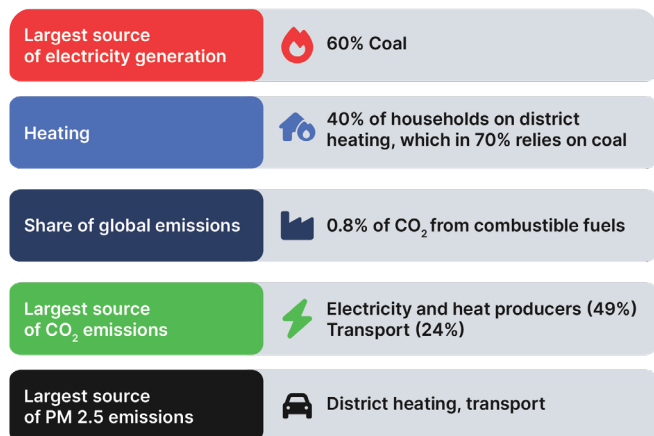 Largest source
of electricity generation
60% Coal
Heating
40% of households on district
heating, which in 70% relies on coal
Share of global emissions
0.8% of CO₂ from combustible fuels
Largest source
of CO₂ emissions
Electricity and heat producers (49%)
Transport (24%)
Largest source
of PM 2.5 emissions
District heating, transport